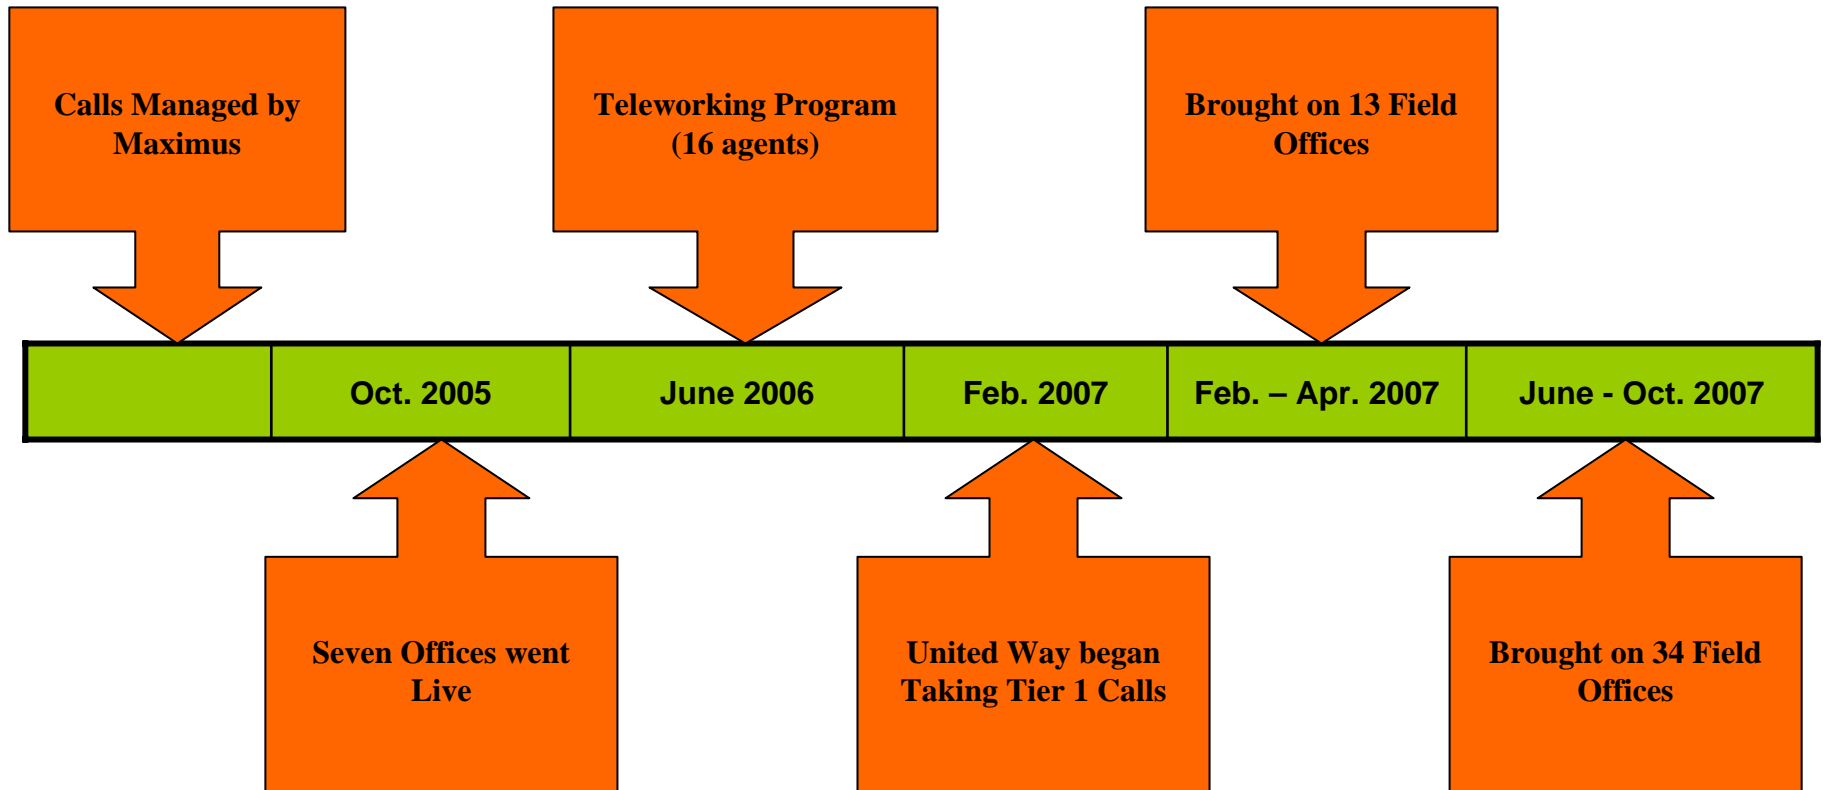 Calls Managed by
Maximus
Teleworking Program
(16 agents)
Brought on 13 Field
Offices
Oct. 2005
June 2006
Feb. 2007
Feb. – Apr. 2007
June - Oct. 2007
Seven Offices went
Live
United Way began
Taking Tier 1 Calls
Brought on 34 Field
Offices